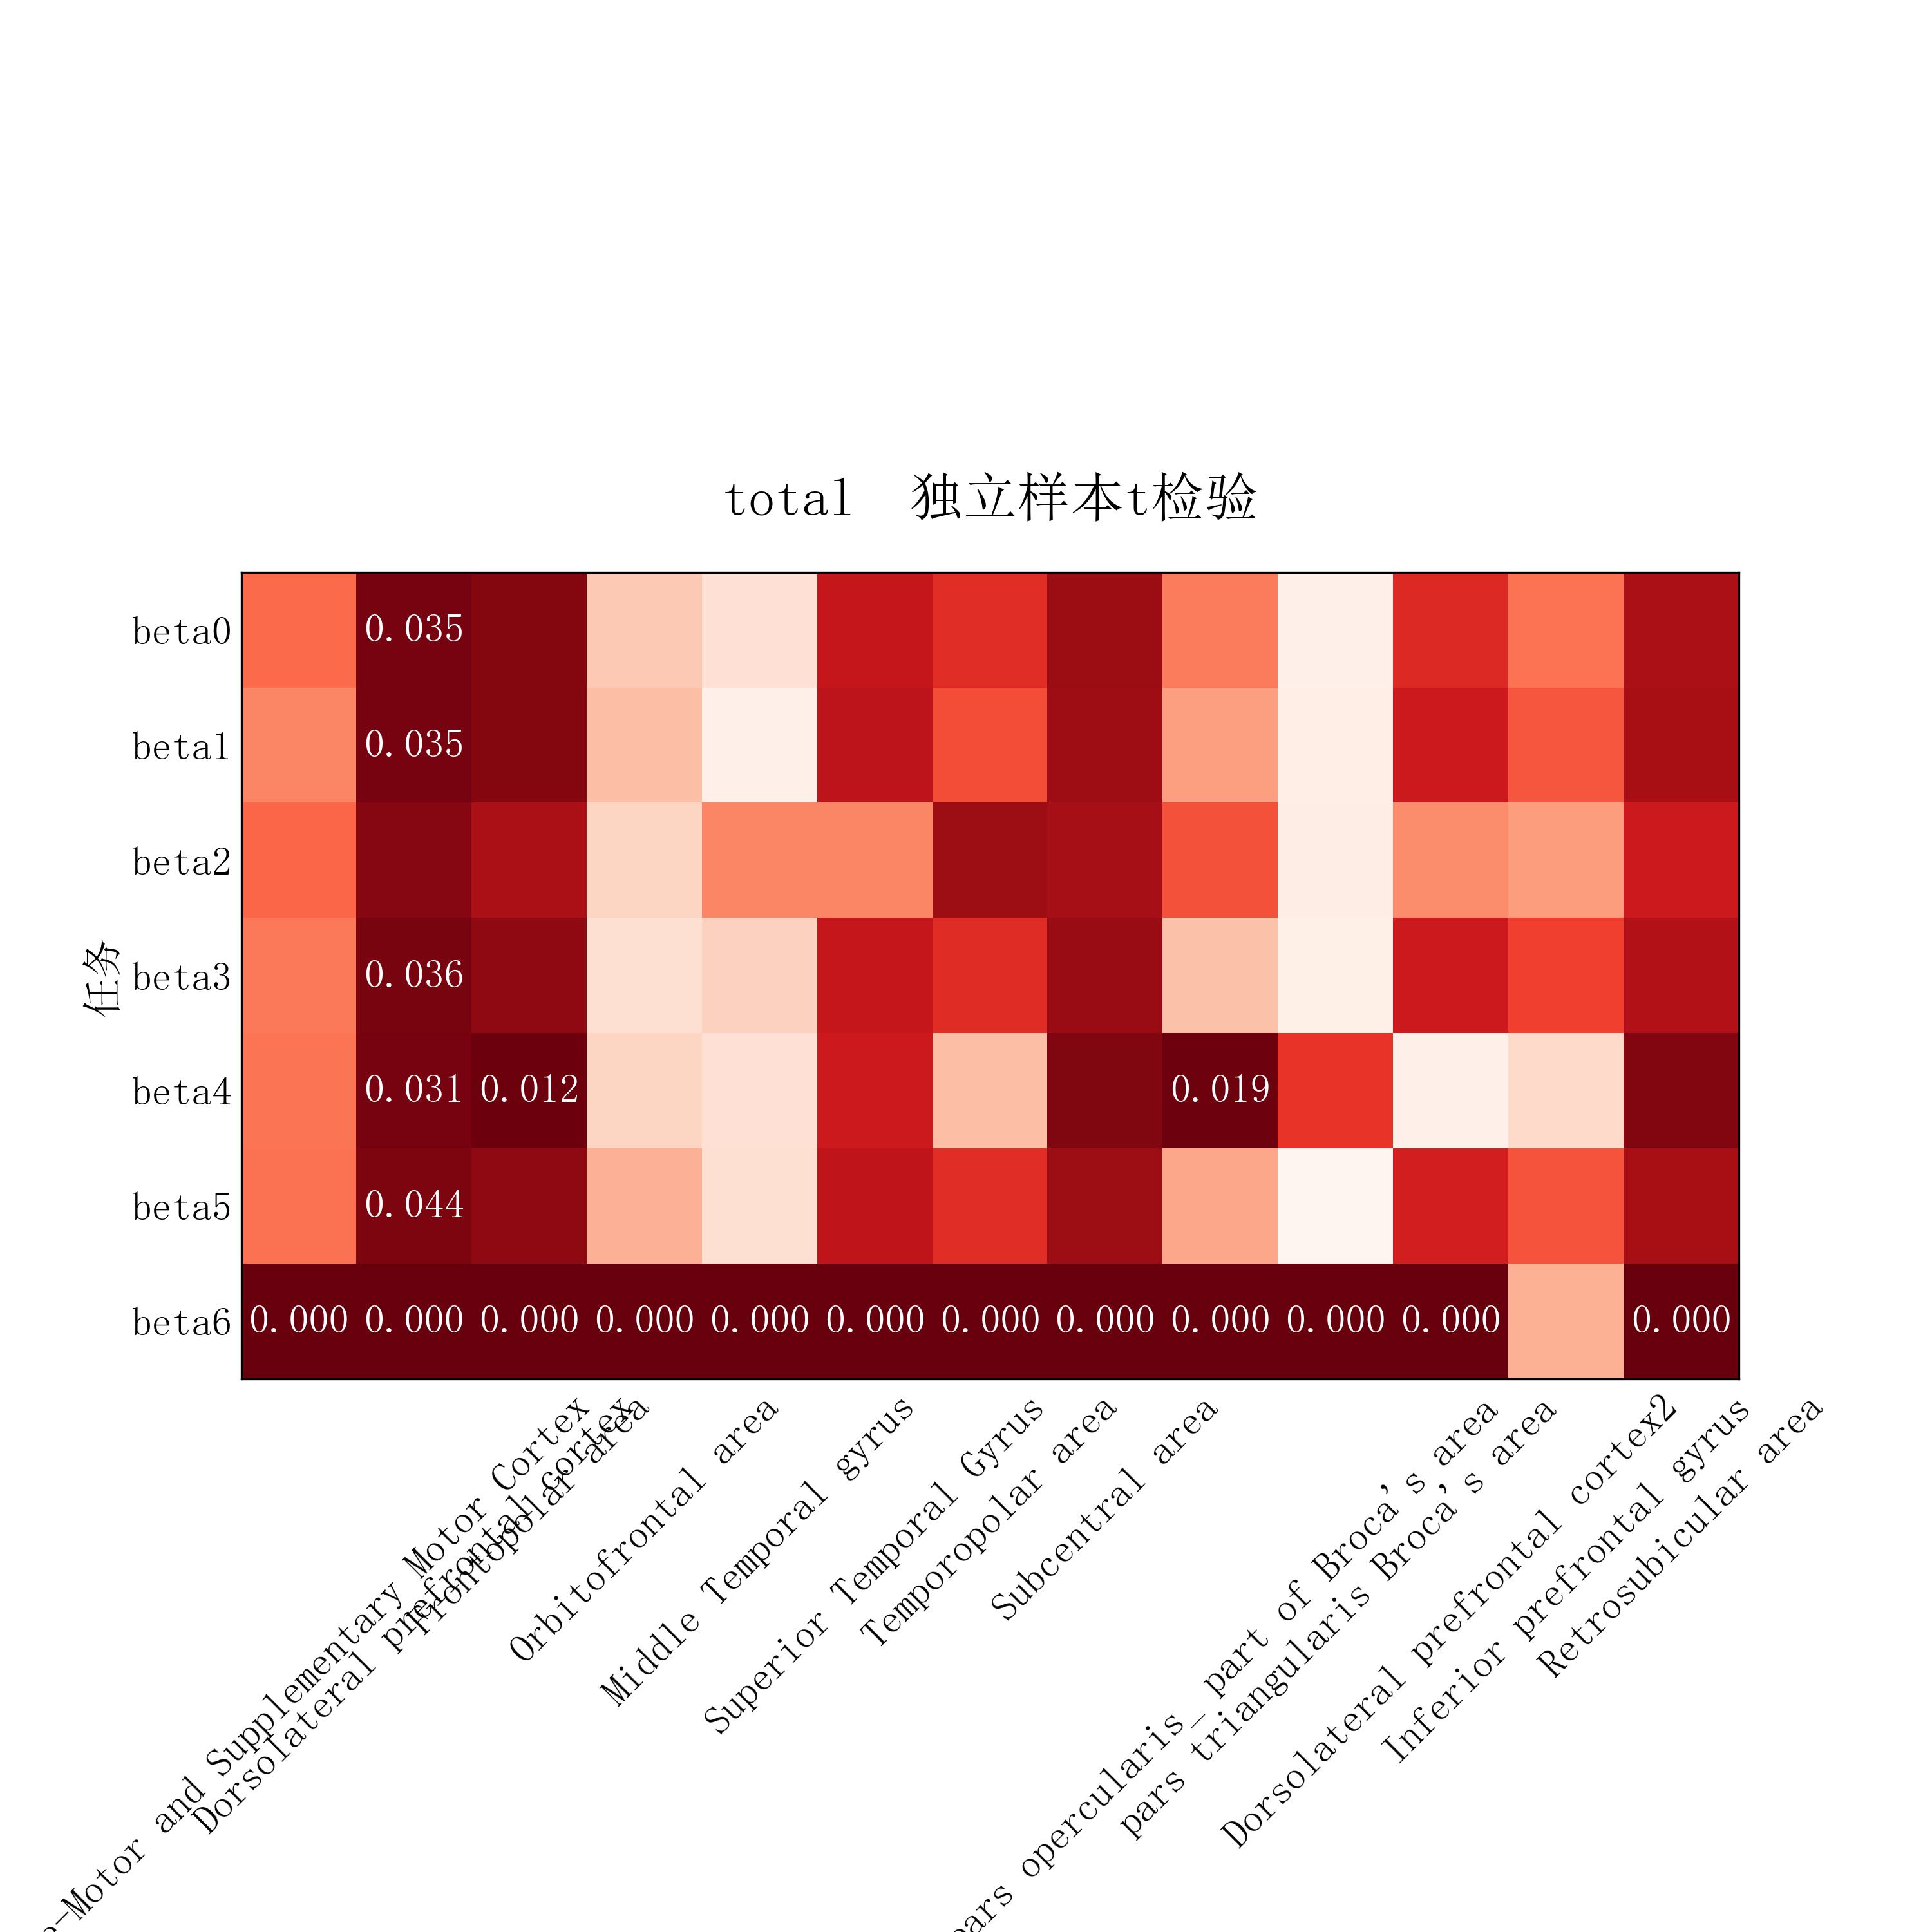 total 独立样本t检验
任务
beta0 0.035
beta1 0.035
beta2
beta3 0.036
beta4 0.031 0.012 0.019
beta5 0.044
beta6 0.000 0.000 0.000 0.000 0.000 0.000 0.000 0.000 0.000 0.000 0.000 0.000
-Motor and Supplementary Motor Cortex
Dorsolateral prefrontal cortex
Frontopolar area
Orbitofrontal area
Middle Temporal gyrus
Superior Temporal Gyrus
Temporopolar area
Subcentral area
ars opercularis_ part of Broca's area
pars triangularis Broca's area
Dorsolateral prefrontal cortex2
Inferior prefrontal gyrus
Retrosubicular area